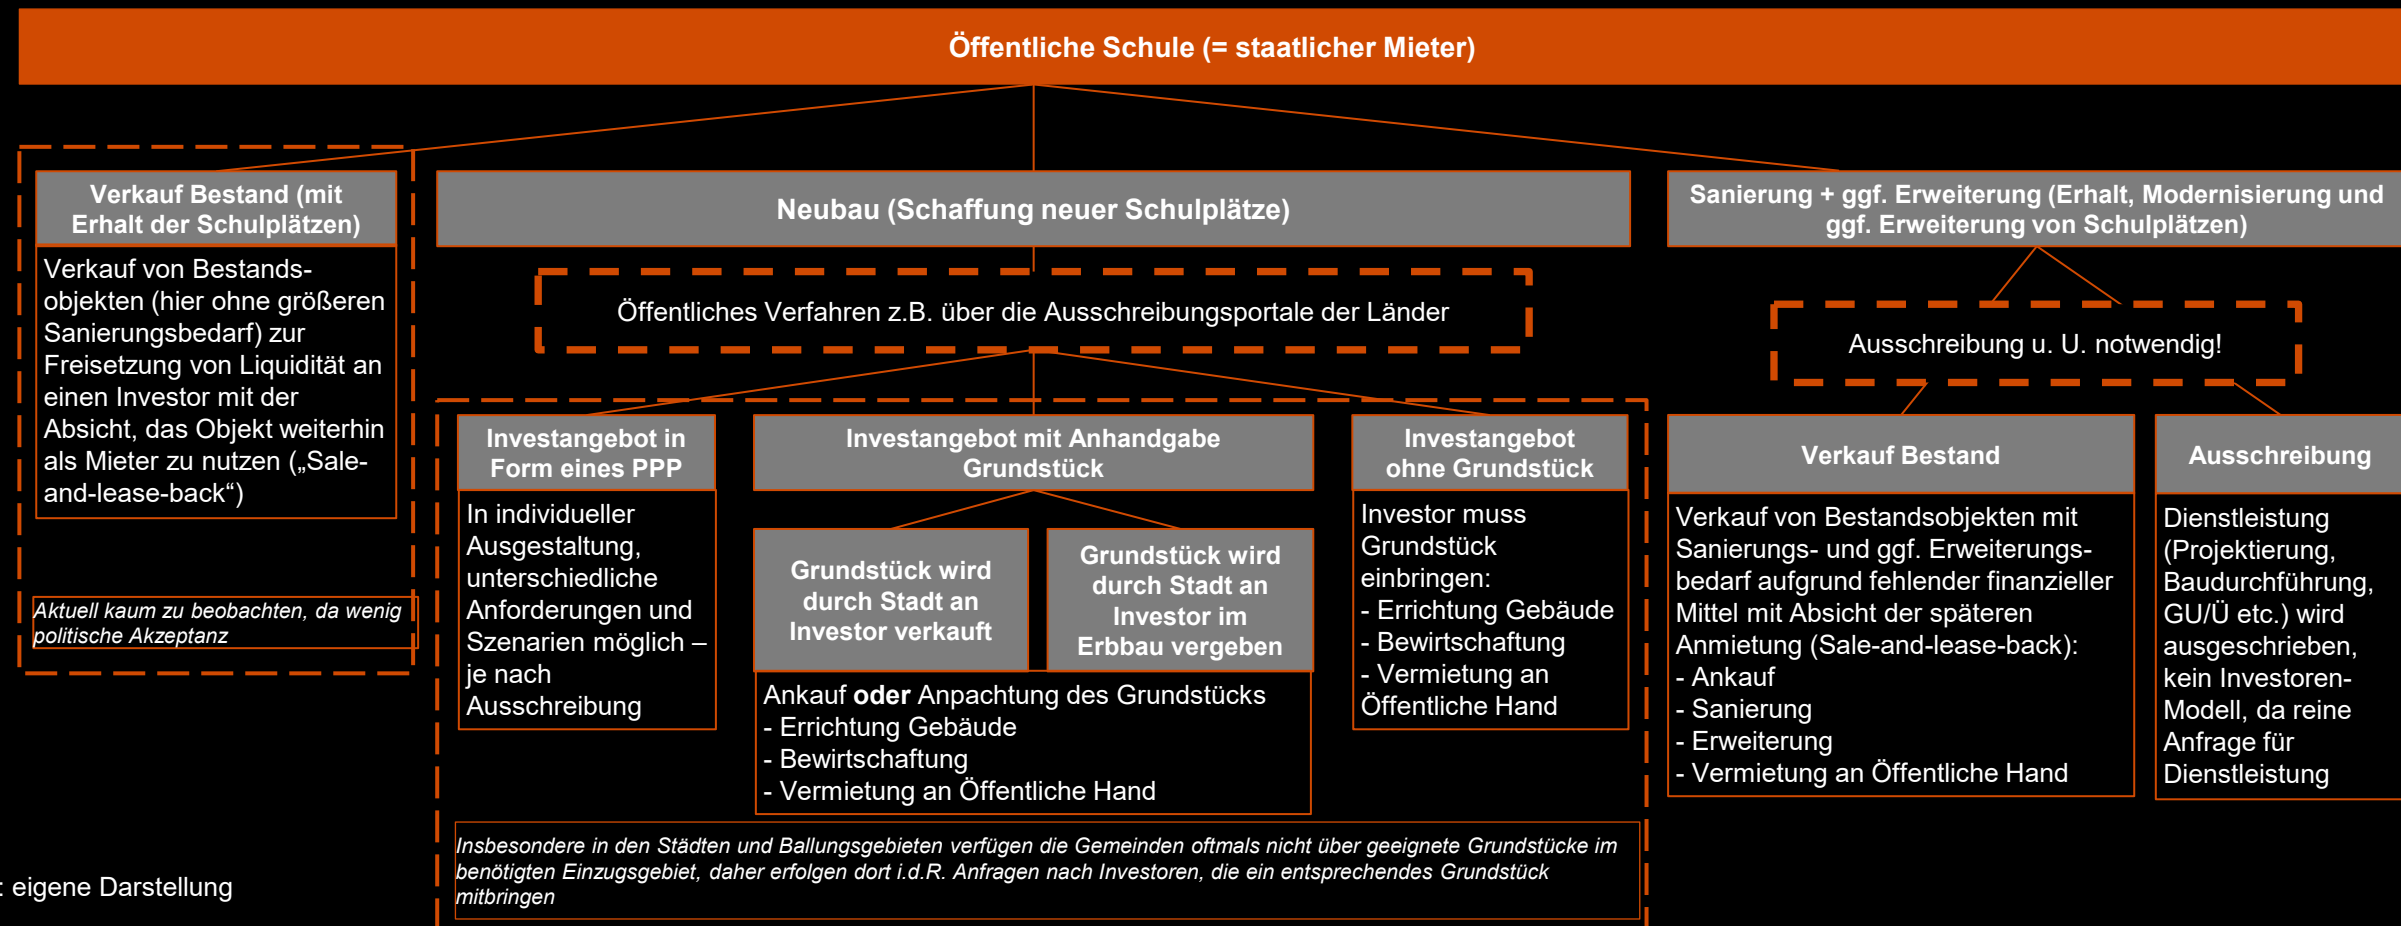 Öffentliche Schule (= staatlicher Mieter)
Verkauf Bestand (mit
Erhalt der Schulplätzen)
Verkauf von Bestands-
objekten (hier ohne größeren
Sanierungsbedarf) zur
Freisetzung von Liquidität an
einen Investor mit der
Absicht, das Objekt weiterhin
als Mieter zu nutzen („Sale-
and-lease-back“)
Aktuell kaum zu beobachten, da wenig
politische Akzeptanz
Neubau (Schaffung neuer Schulplätze)
Öffentliches Verfahren z.B. über die Ausschreibungsportale der Länder
Investangebot in
Form eines PPP
In individueller
Ausgestaltung,
unterschiedliche
Anforderungen und
Szenarien möglich –
je nach
Ausschreibung
Investangebot mit Anhandgabe
Grundstück
Grundstück wird
durch Stadt an
Investor verkauft
Grundstück wird
durch Stadt an
Investor im
Erbbau vergeben
Ankauf oder Anpachtung des Grundstücks
- Errichtung Gebäude
- Bewirtschaftung
- Vermietung an Öffentliche Hand
Investangebot
ohne Grundstück
Investor muss
Grundstück
einbringen:
- Errichtung Gebäude
- Bewirtschaftung
- Vermietung an
Öffentliche Hand
Insbesondere in den Städten und Ballungsgebieten verfügen die Gemeinden oftmals nicht über geeignete Grundstücke im
benötigten Einzugsgebiet, daher erfolgen dort i.d.R. Anfragen nach Investoren, die ein entsprechendes Grundstück
mitbringen
Sanierung + ggf. Erweiterung (Erhalt, Modernisierung und
ggf. Erweiterung von Schulplätzen)
Ausschreibung u. U. notwendig!
Verkauf Bestand
Verkauf von Bestandsobjekten mit
Sanierungs- und ggf. Erweiterungs-
bedarf aufgrund fehlender finanzieller
Mittel mit Absicht der späteren
Anmietung (Sale-and-lease-back):
- Ankauf
- Sanierung
- Erweiterung
- Vermietung an Öffentliche Hand
Ausschreibung
Dienstleistung
(Projektierung,
Baudurchführung,
GU/Ü etc.) wird
ausgeschrieben,
kein Investoren-
Modell, da reine
Anfrage für
Dienstleistung
: eigene Darstellung